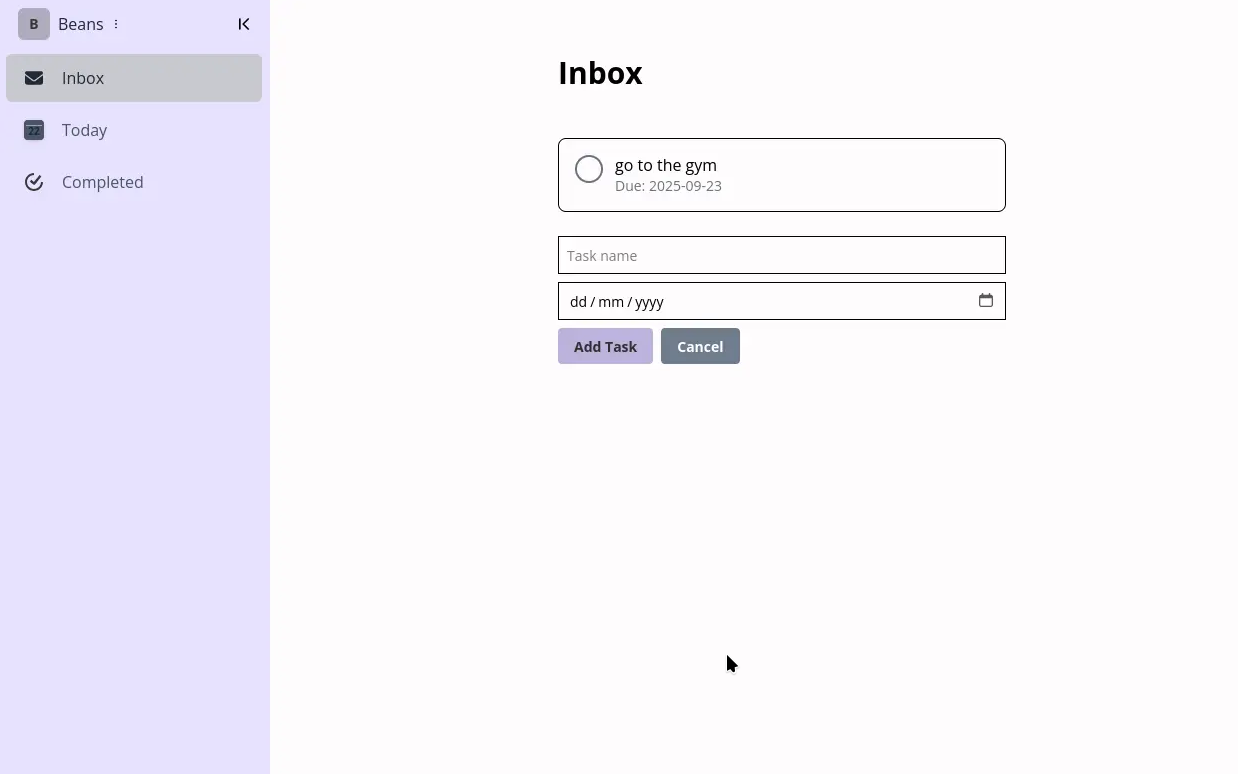 B Beans
Inbox
22 Today
Completed
Inbox
go to the gym
Due: 2025-09-23
Task name
dd / mm / yyyy
Add Task Cancel